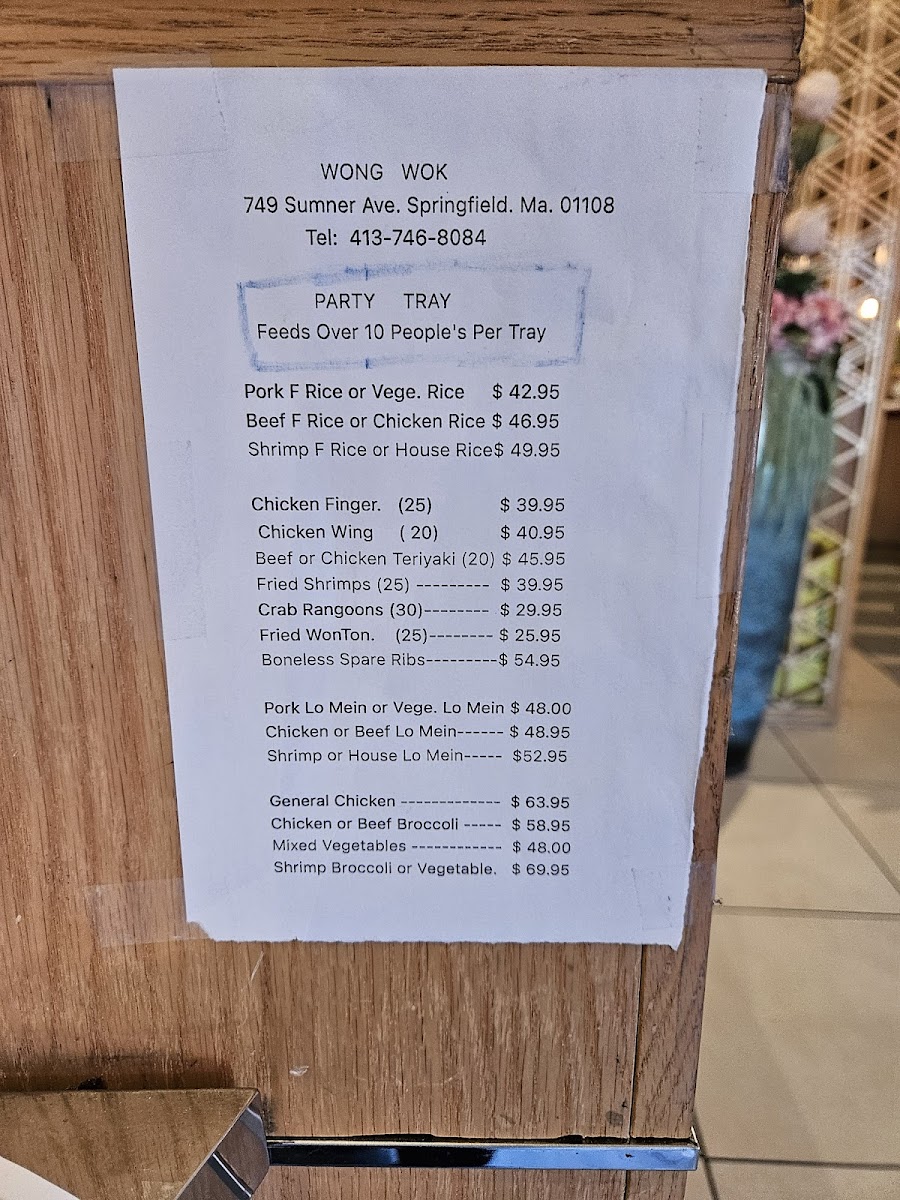 WONG WOK
749 Sumner Ave. Springfield. Ma. 01108
Tel: 413-746-8084
PARTY TRAY
Feeds Over 10 People's Per Tray
Pork F Rice or Vege. Rice $ 42.95
Beef F Rice or Chicken Rice $ 46.95
Shrimp F Rice or House Rice$ 49.95
Chicken Finger. (25) $ 39.95
Chicken Wing ( 20) $ 40.95
Beef or Chicken Teriyaki (20) $ 45.95
Fried Shrimps (25) --------- $ 39.95
Crab Rangoons (30)-------- $ 29.95
Fried WonTon. (25)-------- $ 25.95
Boneless Spare Ribs---------$ 54.95
Pork Lo Mein or Vege. Lo Mein $ 48.00
Chicken or Beef Lo Mein------ $ 48.95
Shrimp or House Lo Mein----- $52.95
General Chicken ------------- $ 63.95
Chicken or Beef Broccoli ----- $ 58.95
Mixed Vegetables ------------ $ 48.00
Shrimp Broccoli or Vegetable. $ 69.95